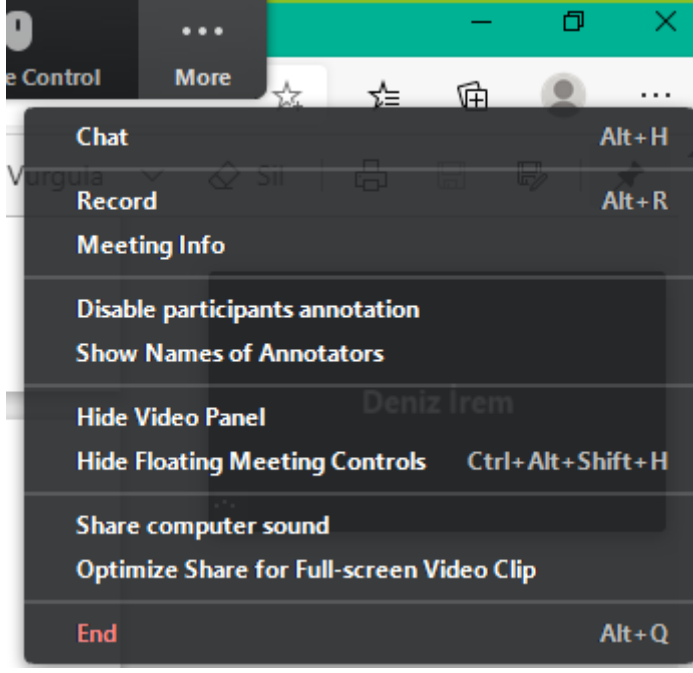 e Control More
Vurgula Sil
Chat Alt+H
Record Alt+R
Meeting Info
Disable participants annotation
Show Names of Annotators
Deniz İrem
Hide Video Panel
Hide Floating Meeting Controls Ctrl+Alt+Shift+H
Share computer sound
Optimize Share for Full-screen Video Clip
End Alt+Q